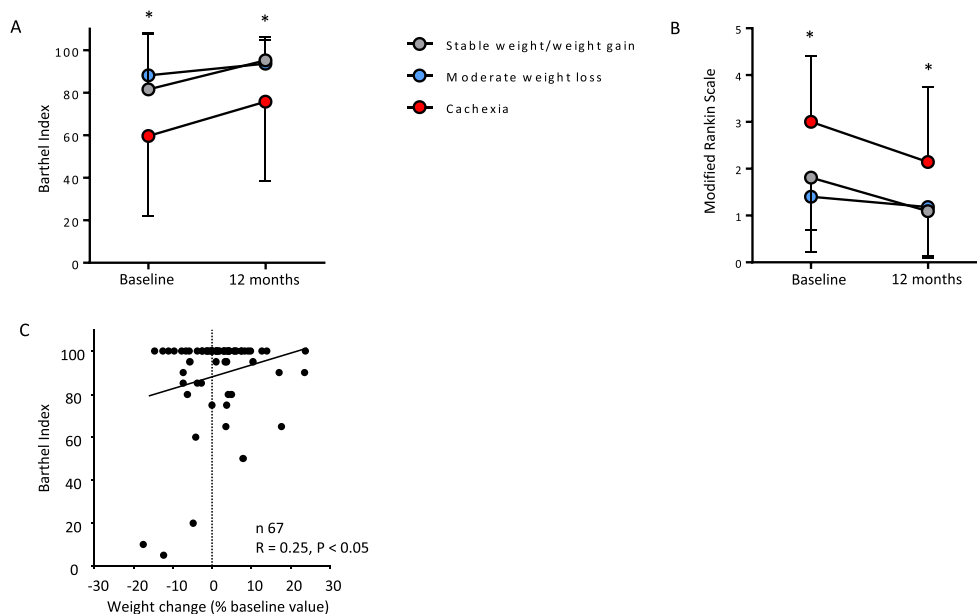 A
*
*
100
80
60
40
20
0
Barthel Index
Baseline
12 months
Stable weight/weight gain
Moderate weight loss
Cachexia
B
*
*
5
4
3
2
1
0
Modified Rankin Scale
Baseline
12 months
C
100
80
60
40
20
0
Barthel Index
n 67
R = 0.25, P < 0.05
-30 -20 -10 0 10 20 30
Weight change (% baseline value)